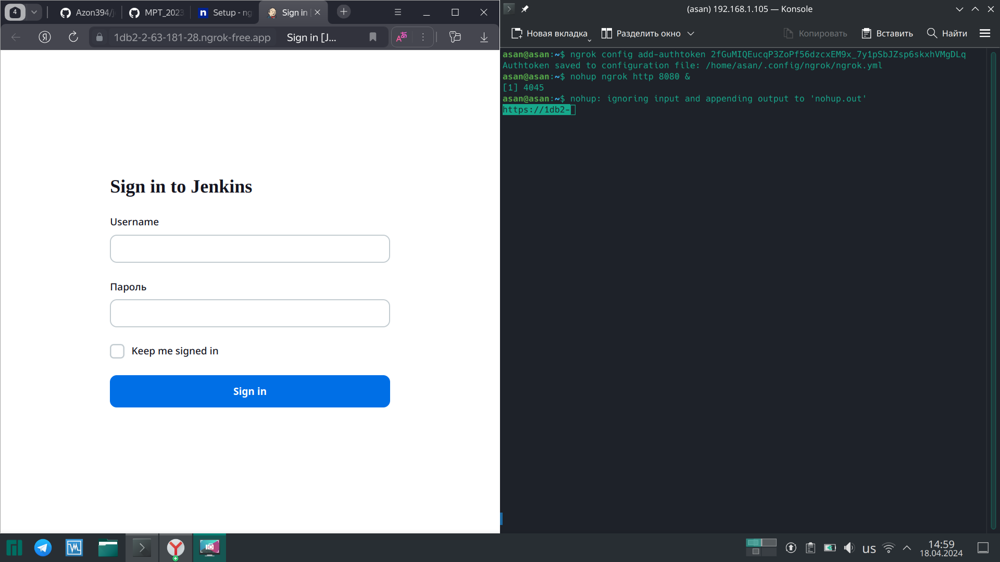 4
Azon394/j
MPT_2023
Setup - ng
Sign in
1db2-2-63-181-28.ngrok-free.app
Sign in [J...
Sign in to Jenkins
Username
Пароль
Keep me signed in
Sign in
(asan) 192.168.1.105 — Konsole
Новая вкладка
Разделить окно
Копировать
Вставить
Найти
asan@asan:~$ ngrok config add-authtoken 2fGuMIQEucqP3ZoPf56dzcxEM9x_7y1pSbJZsp6skxhVMgDLq
Authtoken saved to configuration file: /home/asan/.config/ngrok/ngrok.yml
asan@asan:~$ nohup ngrok http 8080 &
[1] 4045
asan@asan:~$ nohup: ignoring input and appending output to 'nohup.out'
https://1db2-
us
14:59
18.04.2024